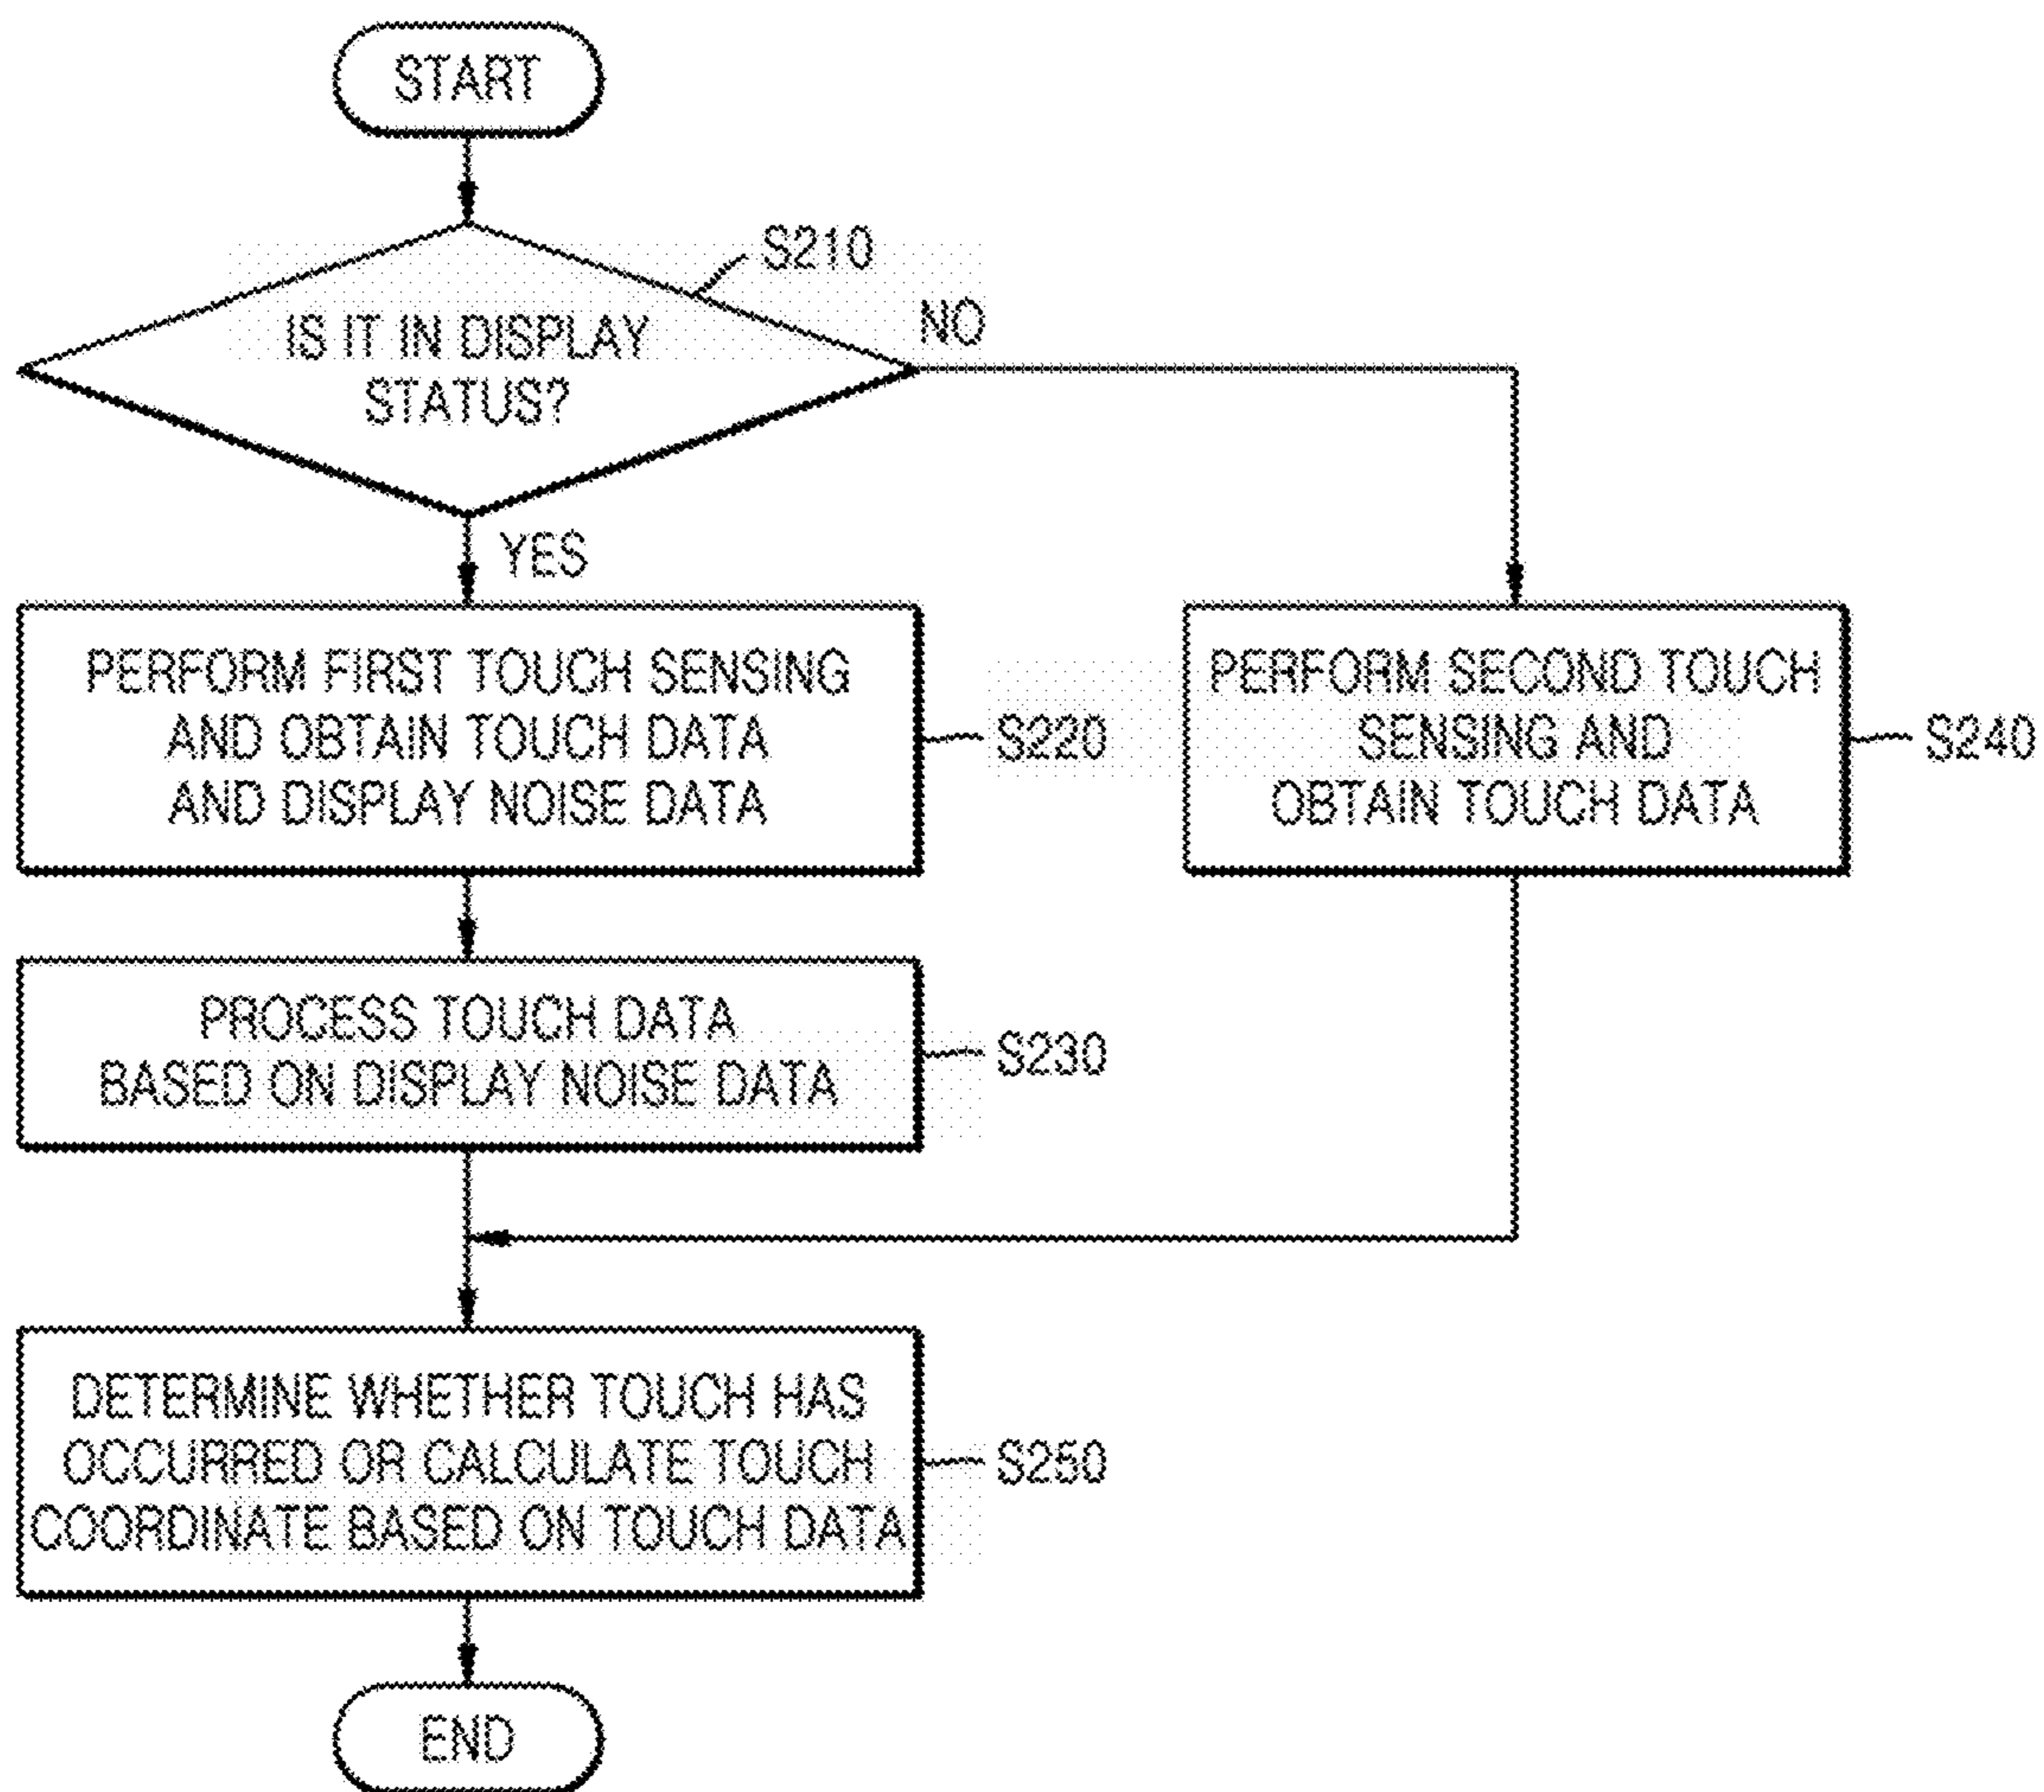 START
S210
IS IT IN DISPLAY
STATUS?
NO
YES
PERFORM FIRST TOUCH SENSING
AND OBTAIN TOUCH DATA
AND DISPLAY NOISE DATA
S220
PERFORM SECOND TOUCH
SENSING AND
OBTAIN TOUCH DATA
S240
PROCESS TOUCH DATA
BASED ON DISPLAY NOISE DATA
S230
DETERMINE WHETHER TOUCH HAS
OCCURRED OR CALCULATE TOUCH
COORDINATE BASED ON TOUCH DATA
S250
END